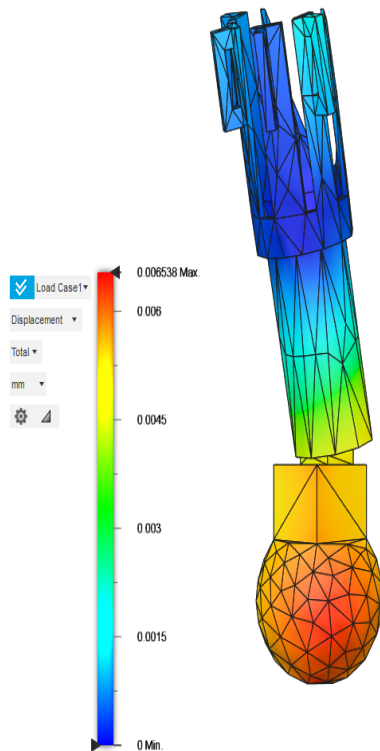 0.006538 Max.
Load Case1
0.006
Displacement
Total
mm
0.0045
0.003
0.0015
0 Min.